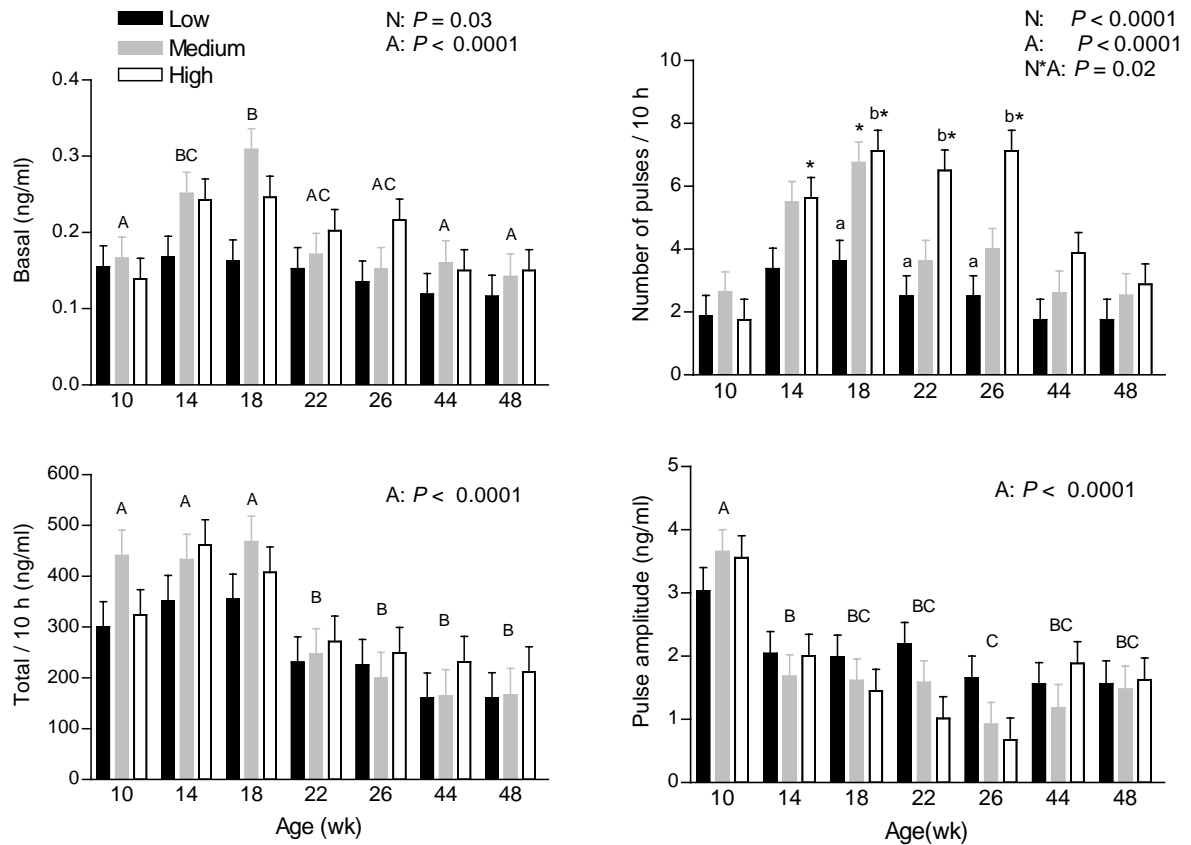 Low
Medium
High
N: P = 0.03
A: P < 0.0001
Basal (ng/ml)
0.4
0.3
0.2
0.1
0.0
A
BC
B
AC
AC
A
A
10 14 18 22 26 44 48
N: P < 0.0001
A: P < 0.0001
N*A: P = 0.02
Number of pulses / 10 h
10
8
6
4
2
0
*
a * b*
a b*
a b*
10 14 18 22 26 44 48
Total / 10 h (ng/ml)
600
500
400
300
200
100
0
A: P < 0.0001
A A A B B B B
10 14 18 22 26 44 48
Age (wk)
Pulse amplitude (ng/ml)
5
4
3
2
1
0
A: P < 0.0001
A B BC BC C BC BC
10 14 18 22 26 44 48
Age(wk)